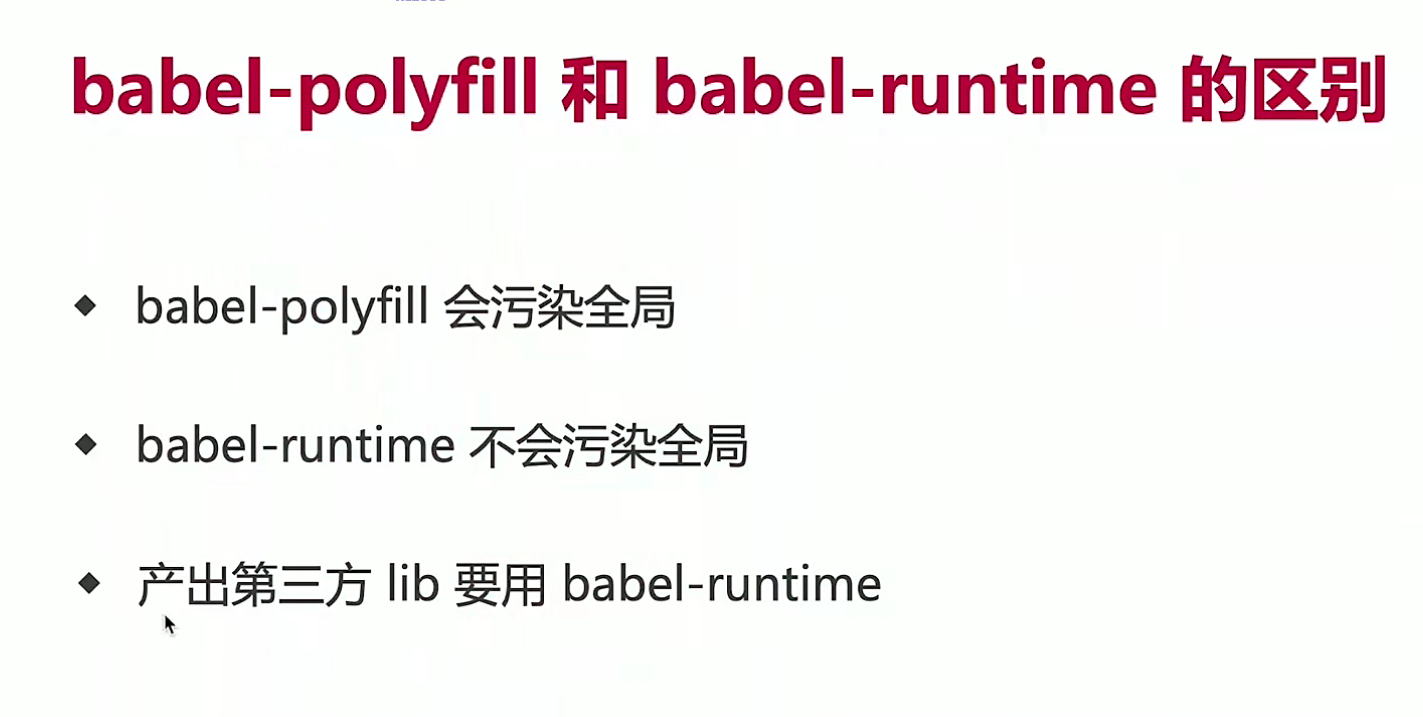 babel-polyfill 和 babel-runtime 的区别
◆ babel-polyfill 会污染全局
◆ babel-runtime 不会污染全局
◆ 产出第三方 lib 要用 babel-runtime